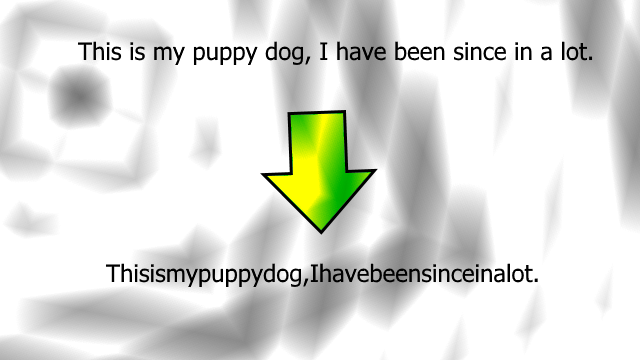 This is my puppy dog, I have been since in a lot.
Thisismypuppydog,Ihavebeensinceinalot.